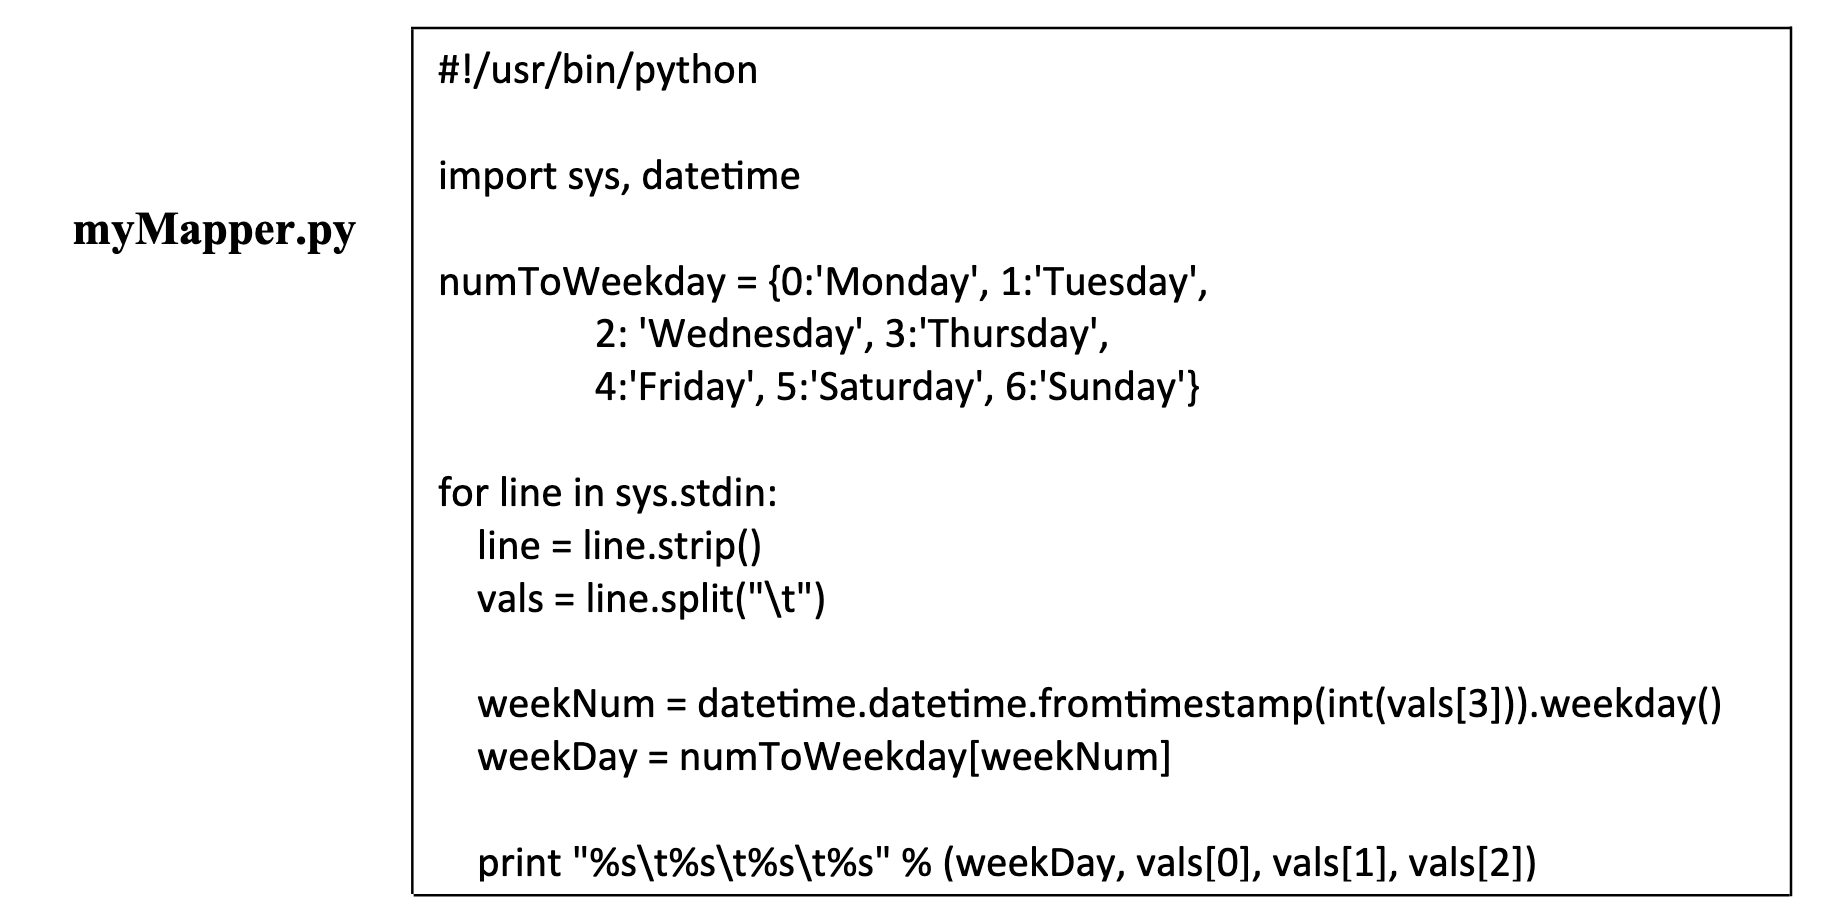 myMapper.py
#!/usr/bin/python
import sys, datetime
numToWeekday = {0:'Monday', 1:'Tuesday',
2: 'Wednesday', 3:'Thursday',
4:'Friday', 5:'Saturday', 6:'Sunday'}
for line in sys.stdin:
line = line.strip()
vals = line.split("\t")
weekNum = datetime.datetime.fromtimestamp(int(vals[3])).weekday()
weekDay = numToWeekday[weekNum]
print "%s\t%s\t%s\t%s" % (weekDay, vals[0], vals[1], vals[2])